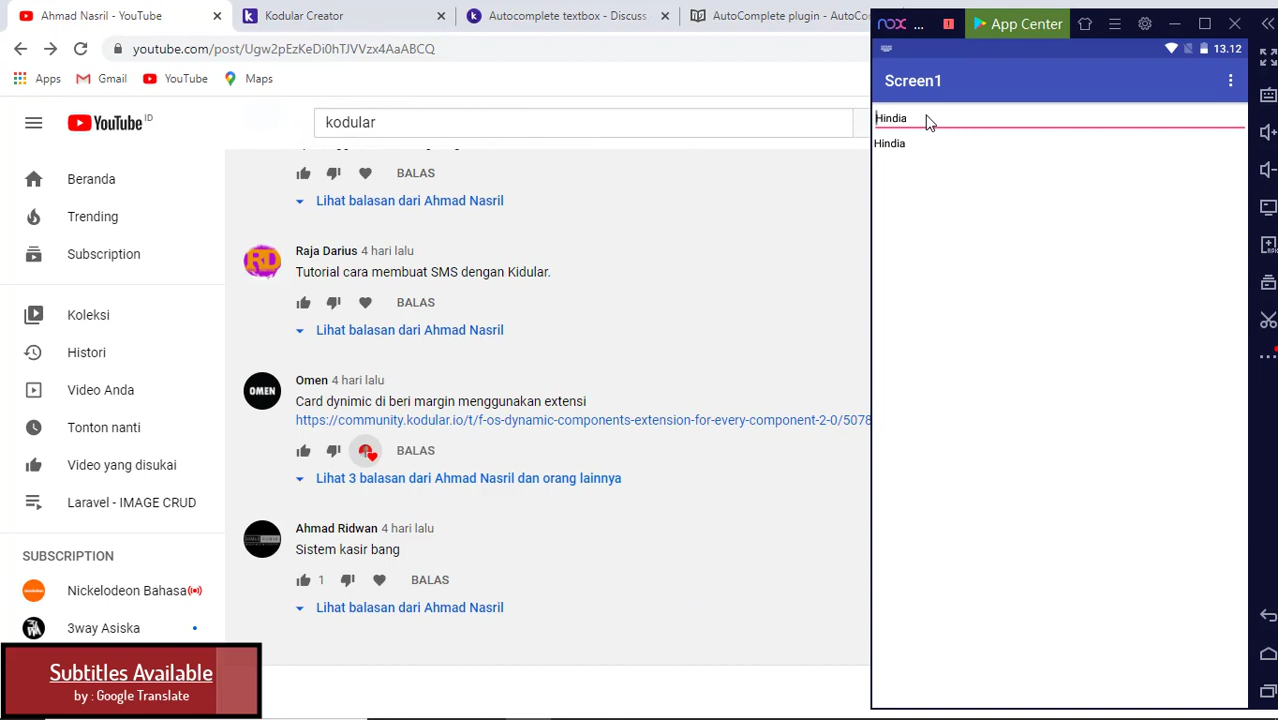 Ahmad Nasril - YouTube
Kodular Creator
Autocomplete textbox - Discuss
AutoComplete plugin - AutoCo
youtube.com/post/Ugw2pEzKeDi0hTJVVzx4AaABCQ
Apps
Gmail
YouTube
Maps
YouTube ID
kodular
Beranda
Trending
Subscription
Koleksi
Histori
Video Anda
Tonton nanti
Video yang disukai
Laravel - IMAGE CRUD
SUBSCRIPTION
Nickelodeon Bahasa
3way Asiska
BALAS
Lihat balasan dari Ahmad Nasril
RD
Raja Darius 4 hari lalu
Tutorial cara membuat SMS dengan Kidular.
BALAS
Lihat balasan dari Ahmad Nasril
OMEN
Omen 4 hari lalu
Card dynimic di beri margin menggunakan extensi
https://community.kodular.io/t/f-os-dynamic-components-extension-for-every-component-2-0/5078
BALAS
Lihat 3 balasan dari Ahmad Nasril dan orang lainnya
Ahmad Ridwan 4 hari lalu
Sistem kasir bang
1 BALAS
Lihat balasan dari Ahmad Nasril
Subtitles Available
by : Google Translate
nox ... App Center
13.12
Screen1
Hindia
Hindia